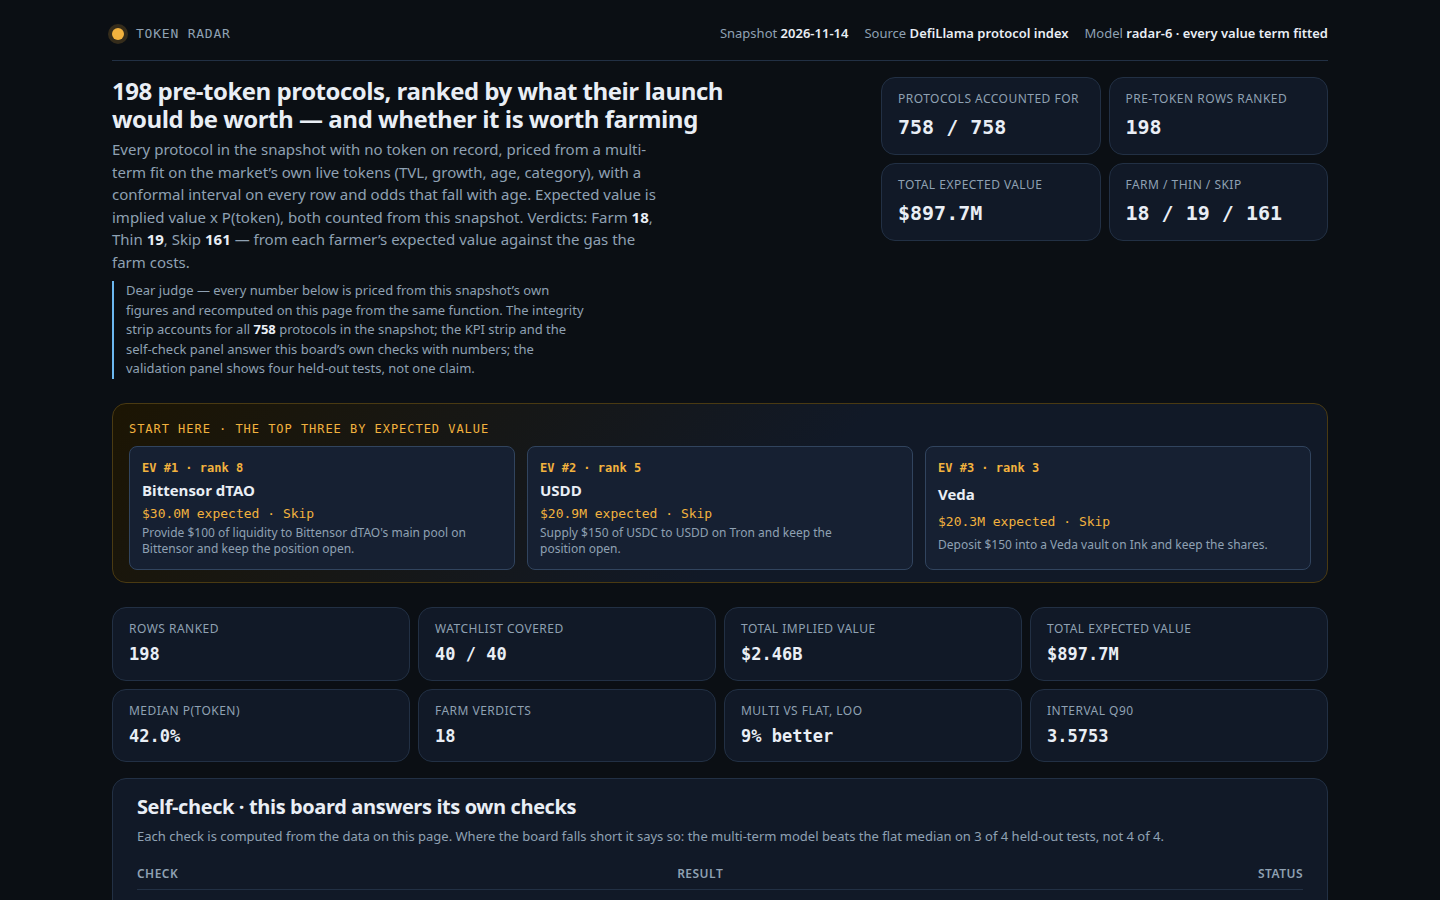 TOKEN RADAR
Snapshot 2026-11-14 Source DefiLlama protocol index Model radar-6 · every value term fitted
198 pre-token protocols, ranked by what their launch
would be worth — and whether it is worth farming
Every protocol in the snapshot with no token on record, priced from a multi-
term fit on the market’s own live tokens (TVL, growth, age, category), with a
conformal interval on every row and odds that fall with age. Expected value is
implied value x P(token), both counted from this snapshot. Verdicts: Farm 18,
Thin 19, Skip 161 — from each farmer’s expected value against the gas the
farm costs.
Dear judge — every number below is priced from this snapshot’s own
figures and recomputed on this page from the same function. The integrity
strip accounts for all 758 protocols in the snapshot; the KPI strip and the
self-check panel answer this board’s own checks with numbers; the
validation panel shows four held-out tests, not one claim.
PROTOCOLS ACCOUNTED FOR
758 / 758
PRE-TOKEN ROWS RANKED
198
TOTAL EXPECTED VALUE
$897.7M
FARM / THIN / SKIP
18 / 19 / 161
START HERE · THE TOP THREE BY EXPECTED VALUE
EV #1 · rank 8
Bittensor dTAO
$30.0M expected · Skip
Provide $100 of liquidity to Bittensor dTAO's main pool on
Bittensor and keep the position open.
EV #2 · rank 5
USDD
$20.9M expected · Skip
Supply $150 of USDC to USDD on Tron and keep the
position open.
EV #3 · rank 3
Veda
$20.3M expected · Skip
Deposit $150 into a Veda vault on Ink and keep the shares.
ROWS RANKED
198
WATCHLIST COVERED
40 / 40
TOTAL IMPLIED VALUE
$2.46B
TOTAL EXPECTED VALUE
$897.7M
MEDIAN P(TOKEN)
42.0%
FARM VERDICTS
18
MULTI VS FLAT, LOO
9% better
INTERVAL Q90
3.5753
Self-check · this board answers its own checks
Each check is computed from the data on this page. Where the board falls short it says so: the multi-term model beats the flat median on 3 of 4 held-out tests, not 4 of 4.
CHECK RESULT STATUS